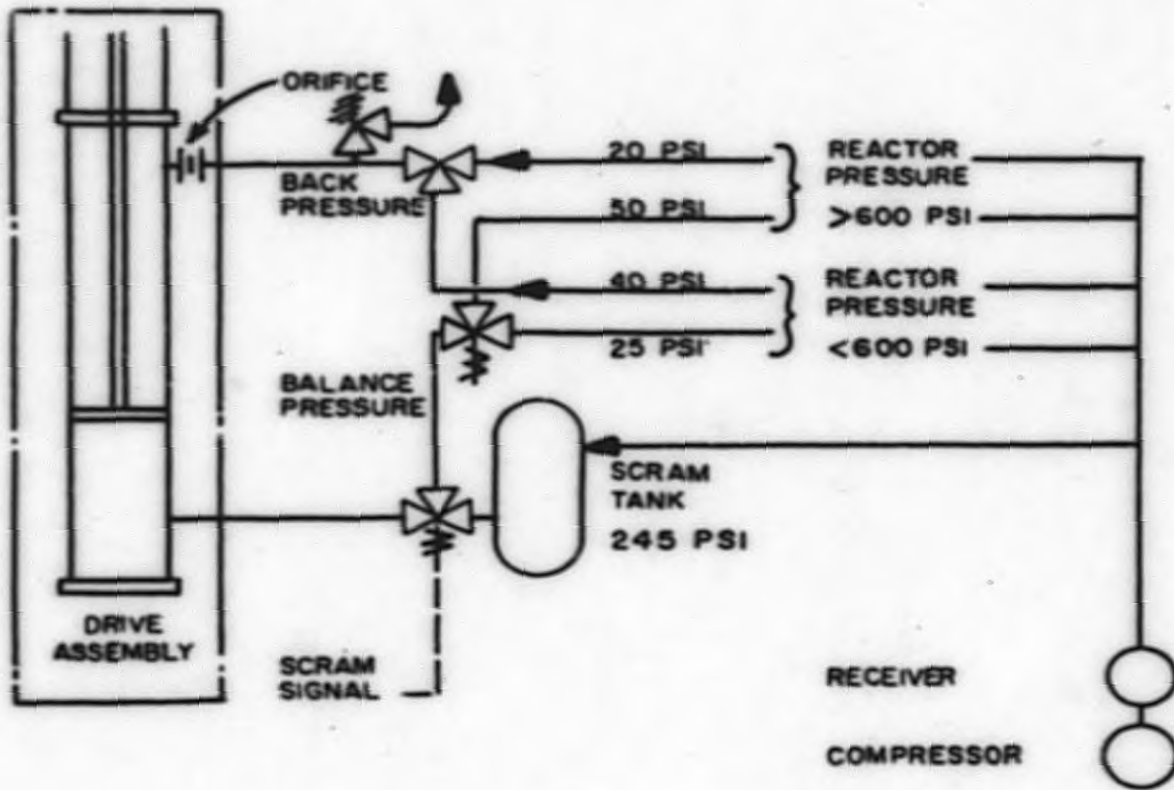 ORIFICE
BACK
PRESSURE
20 PSI
50 PSI
REACTOR
PRESSURE
>600 PSI
40 PSI
25 PSI
REACTOR
PRESSURE
<600 PSI
BALANCE
PRESSURE
SCRAM
TANK
245 PSI
DRIVE
ASSEMBLY
SCRAM
SIGNAL
RECEIVER
COMPRESSOR